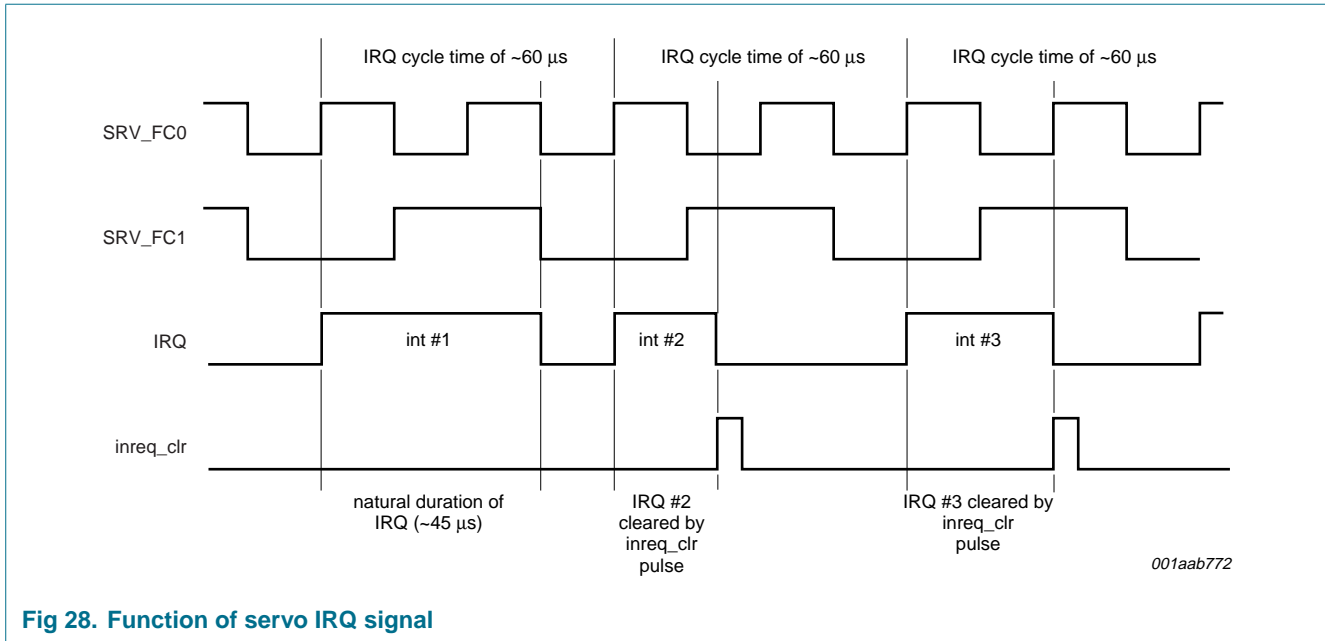 IRQ cycle time of ~60 μs
IRQ cycle time of ~60 μs
IRQ cycle time of ~60 μs
SRV_FC0
SRV_FC1
IRQ
int #1
int #2
int #3
inreq_clr
natural duration of
IRQ (~45 μs)
IRQ #2
cleared by
inreq_clr
pulse
IRQ #3 cleared by
inreq_clr
pulse
001aab772
Fig 28. Function of servo IRQ signal